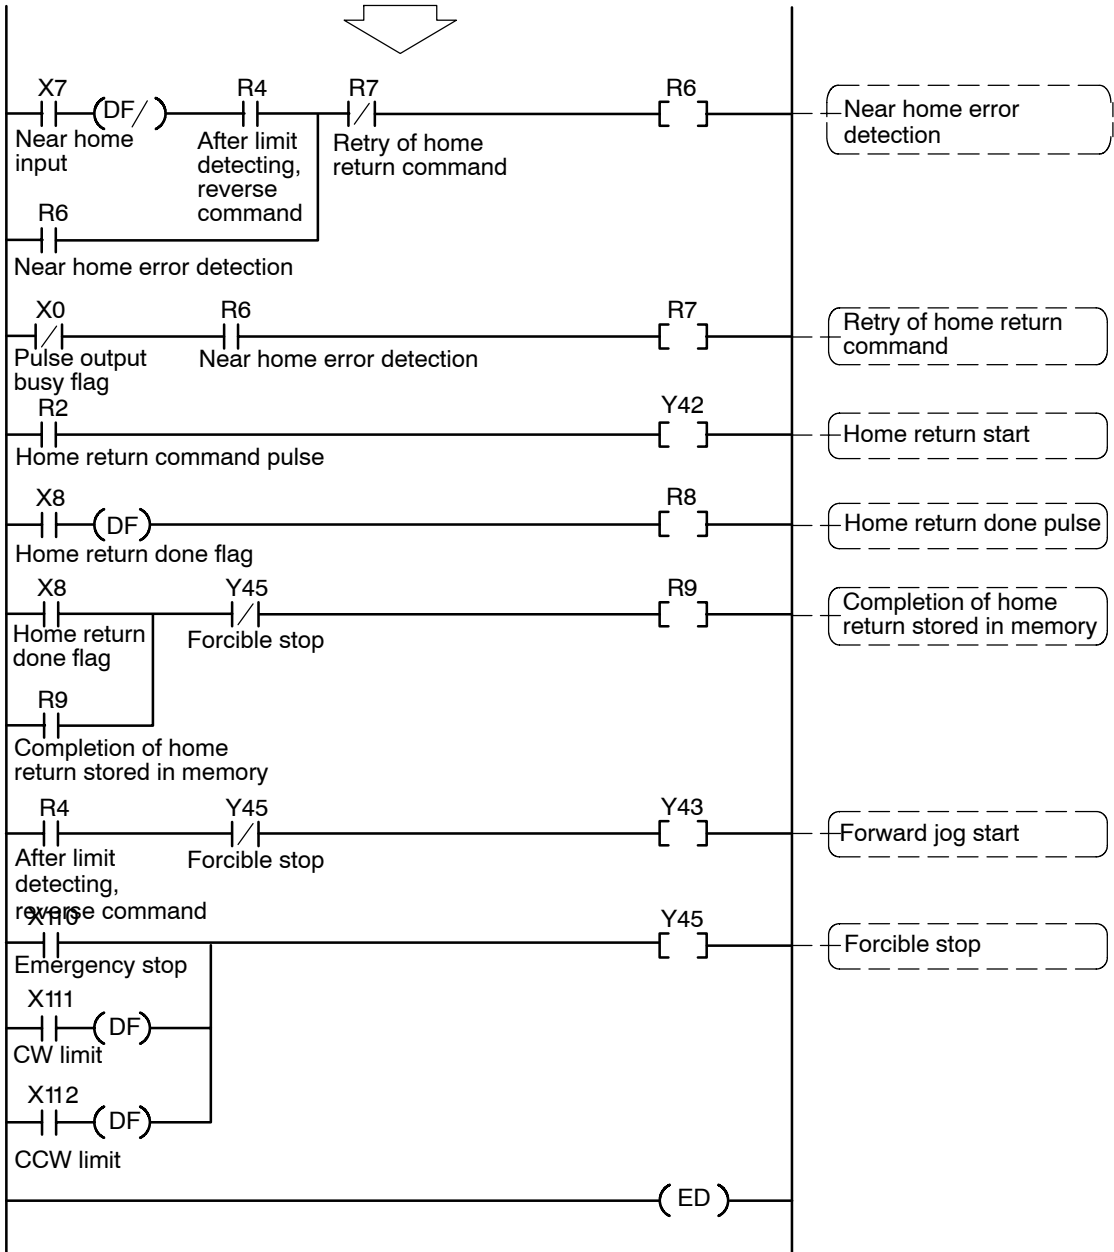 X7 R4 R7 R6
(DF/)
Near home
input
After limit
detecting,
reverse
command
Retry of home
return command
Near home error
detection
R6
Near home error detection
X0 R6 R7
Pulse output
busy flag
Near home error detection
Retry of home return
command
R2 Y42
Home return command pulse
Home return start
X8 R8
(DF)
Home return done flag
Home return done pulse
X8 Y45 R9
Home return
done flag
Forcible stop
Completion of home
return stored in memory
R9
Completion of home
return stored in memory
R4 Y45 Y43
After limit
detecting,
reverse command
Forcible stop
Forward jog start
X110 Y45
Emergency stop
Forcible stop
X111
(DF)
CW limit
X112
(DF)
CCW limit
(ED)